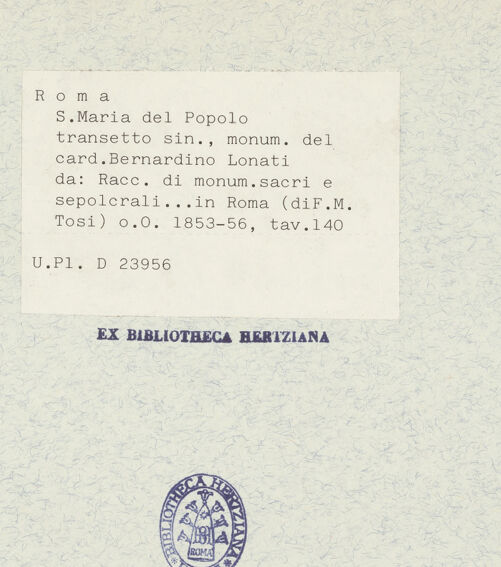 R o m a
S.Maria del Popolo
transetto sin., monum. del
card.Bernardino Lonati
da: Racc. di monum.sacri e
sepolcrali...in Roma (diF.M.
Tosi) o.O. 1853-56, tav.140
U.Pl. D 23956
EX BIBLIOTHECA HERTZIANA
BIBLIOTHECA HERTZIANA
ROMA